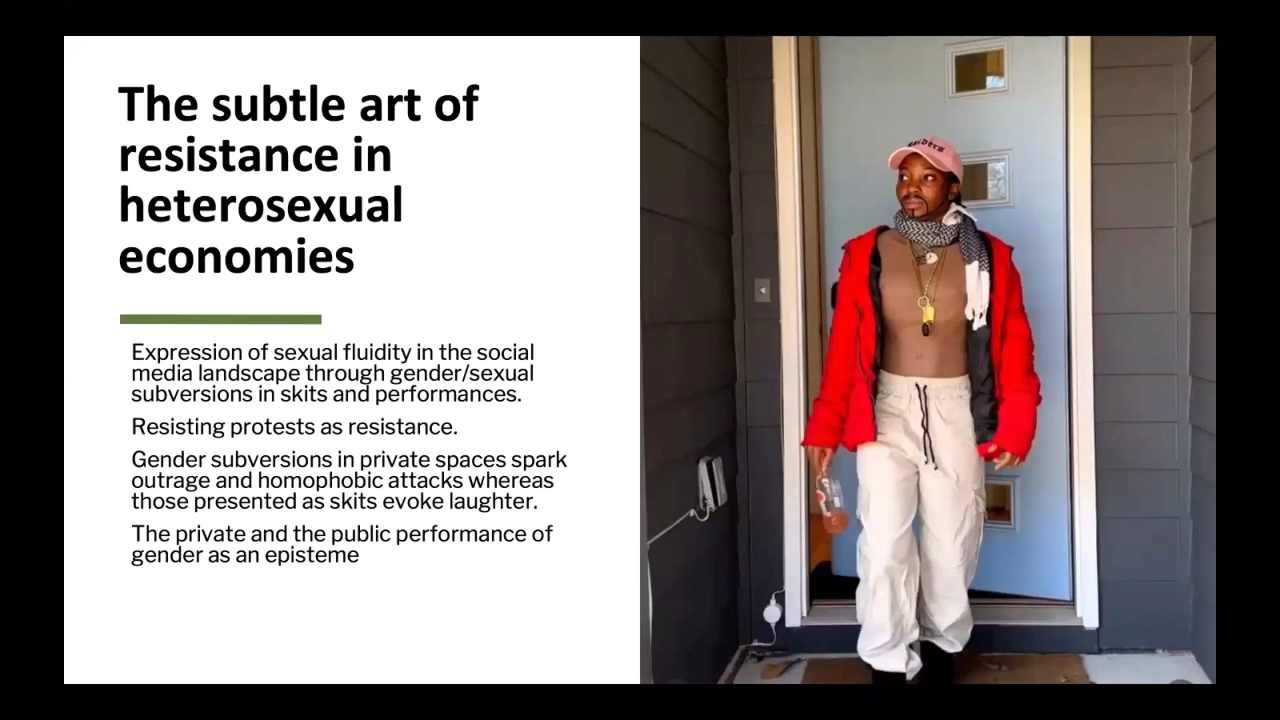 The subtle art of
resistance in
heterosexual
economies
Expression of sexual fluidity in the social
media landscape through gender/sexual
subversions in skits and performances.
Resisting protests as resistance.
Gender subversions in private spaces spark
outrage and homophobic attacks whereas
those presented as skits evoke laughter.
The private and the public performance of
gender as an episteme